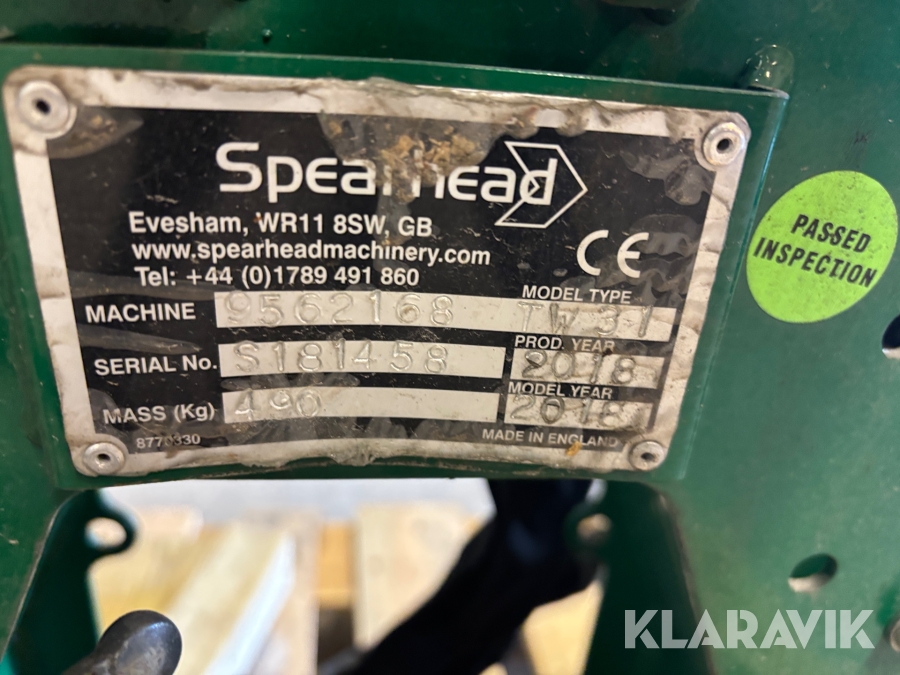 Spearhead
Evesham, WR11 8SW, GB
www.spearheadmachinery.com
Tel: +44 (0)1789 491 860
CE
MODEL TYPE
MACHINE 9562168 TW 31
PROD. YEAR
SERIAL No. S181458 2018
MODEL YEAR
MASS (Kg) 490 2018
8770330 MADE IN ENGLAND
PASSED
INSPECTION
KLARAVIK